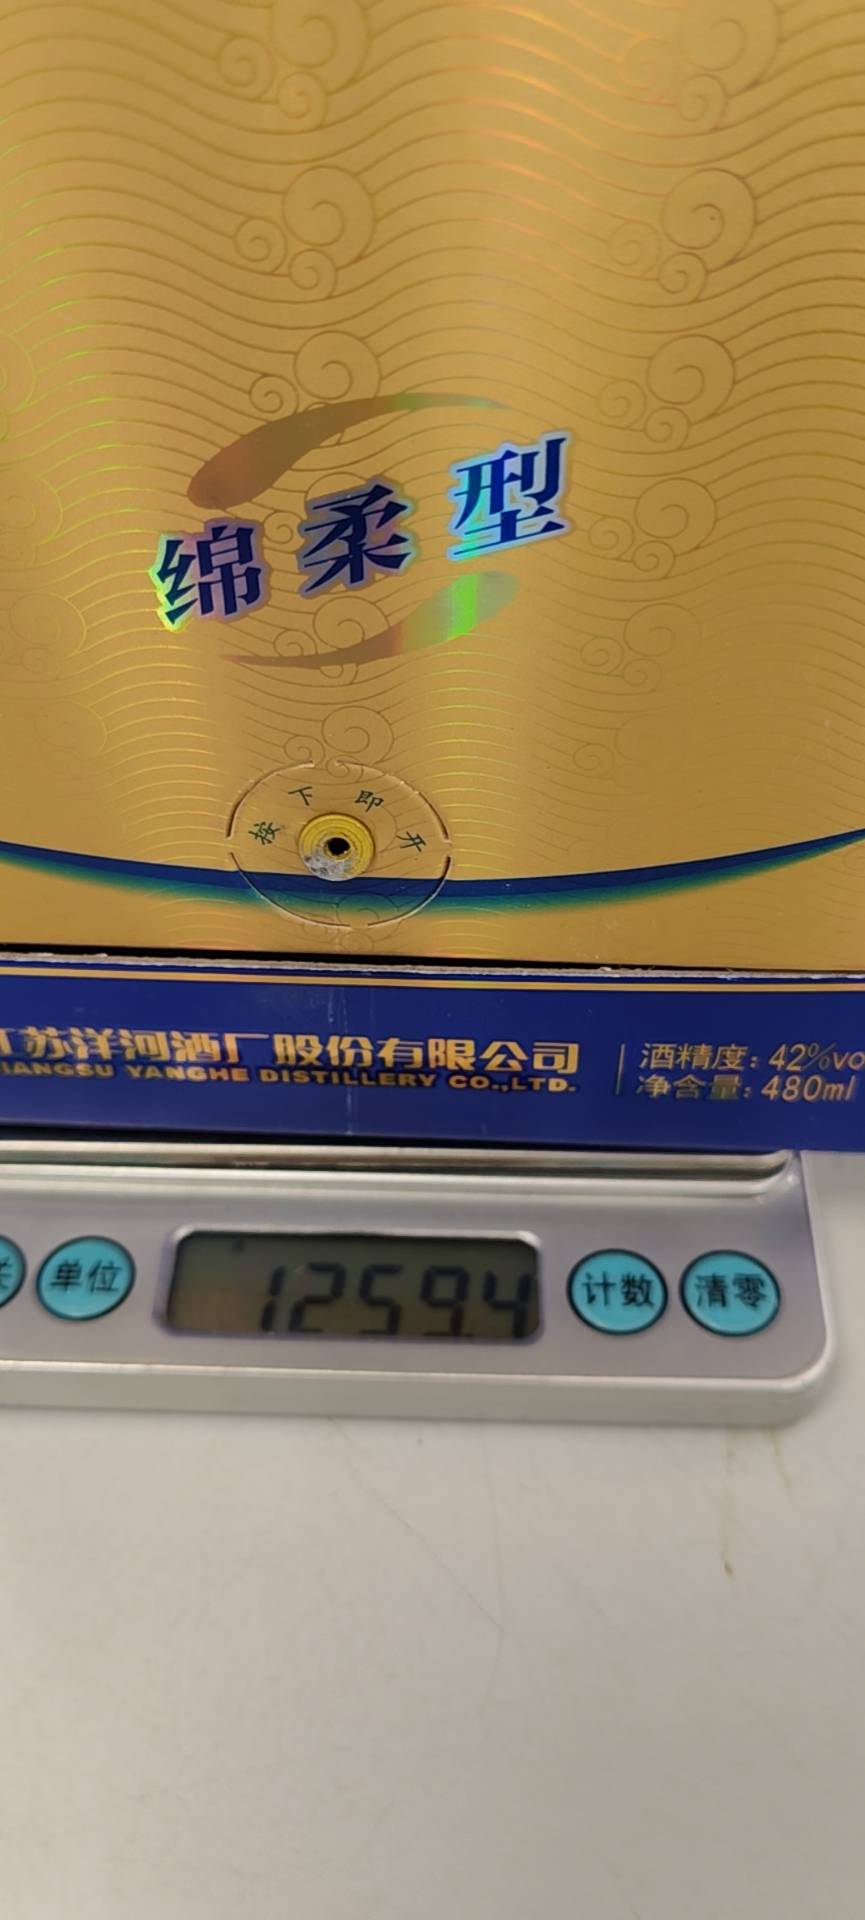 绵柔型
按下即开
江苏洋河酒厂股份有限公司
JIANGSU YANGHE DISTILLERY CO.,LTD.
酒精度: 42%vo
净含量: 480ml
单位
1259.4
计数
清零